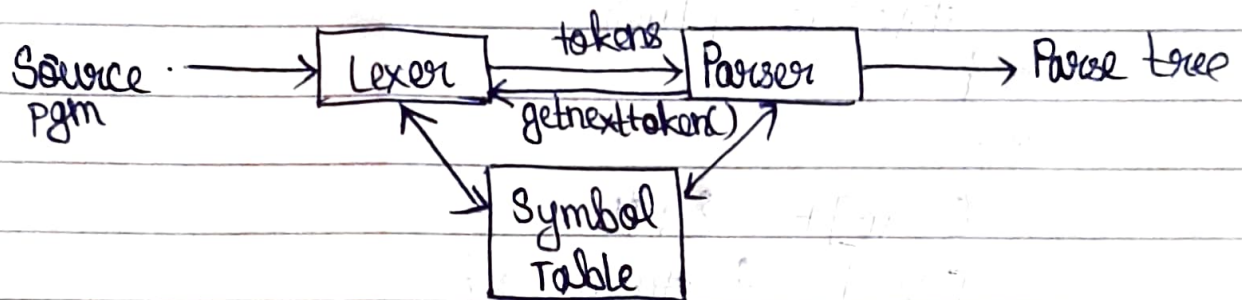 tokens
Source
pgm
Lexer
Parser
Parse tree
getnexttoken()
Symbol
Table